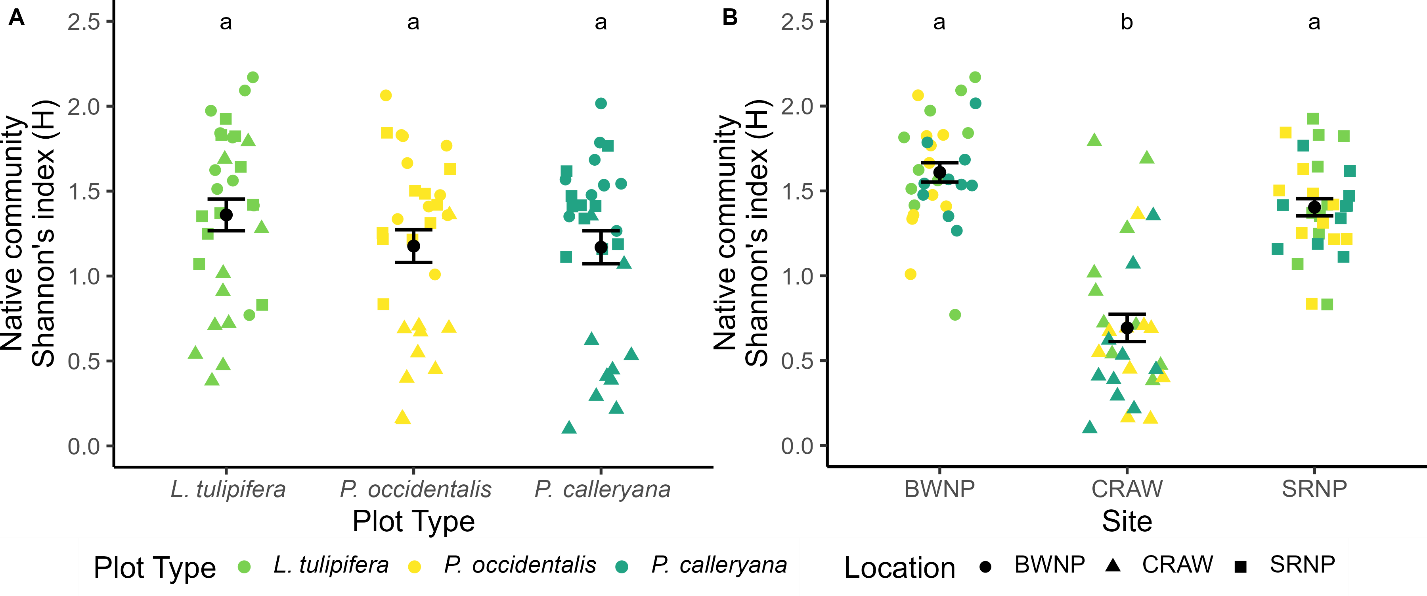 A
a a a
Native community
Shannon's index (H)
2.5
2.0
1.5
1.0
0.5
0.0
L. tulipifera P. occidentalis P. calleryana
Plot Type
B
a b a
Native community
Shannon's index (H)
2.5
2.0
1.5
1.0
0.5
0.0
BWNP CRAW SRNP
Site
Plot Type L. tulipifera P. occidentalis P. calleryana
Location BWNP CRAW SRNP